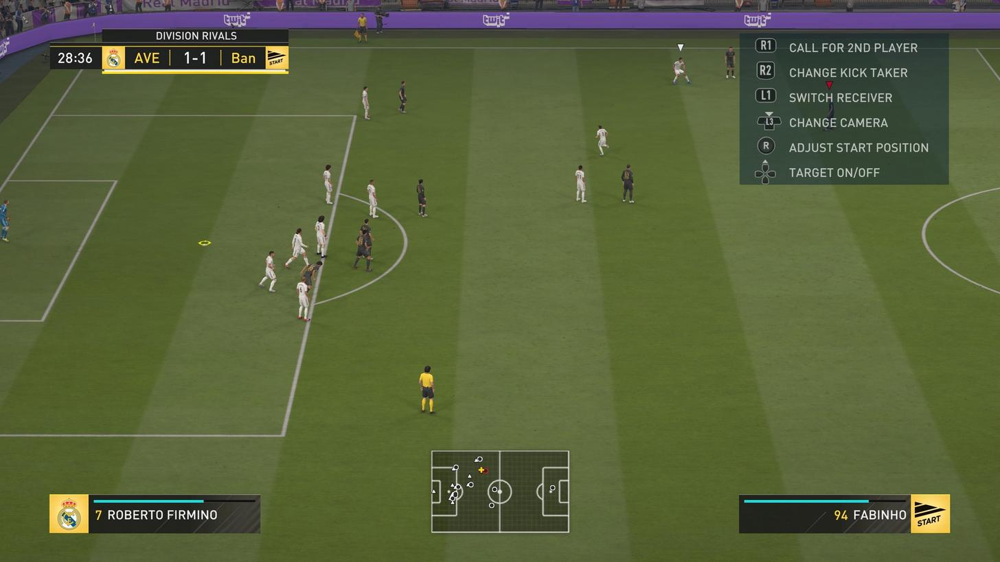 Real Madrid
al Madrid
twitch
twitch
twitch
DIVISION RIVALS
28:36 AVE 1-1 Ban START
R1 CALL FOR 2ND PLAYER
R2 CHANGE KICK TAKER
L1 SWITCH RECEIVER
L3 CHANGE CAMERA
R ADJUST START POSITION
TARGET ON/OFF
7 ROBERTO FIRMINO
94 FABINHO START